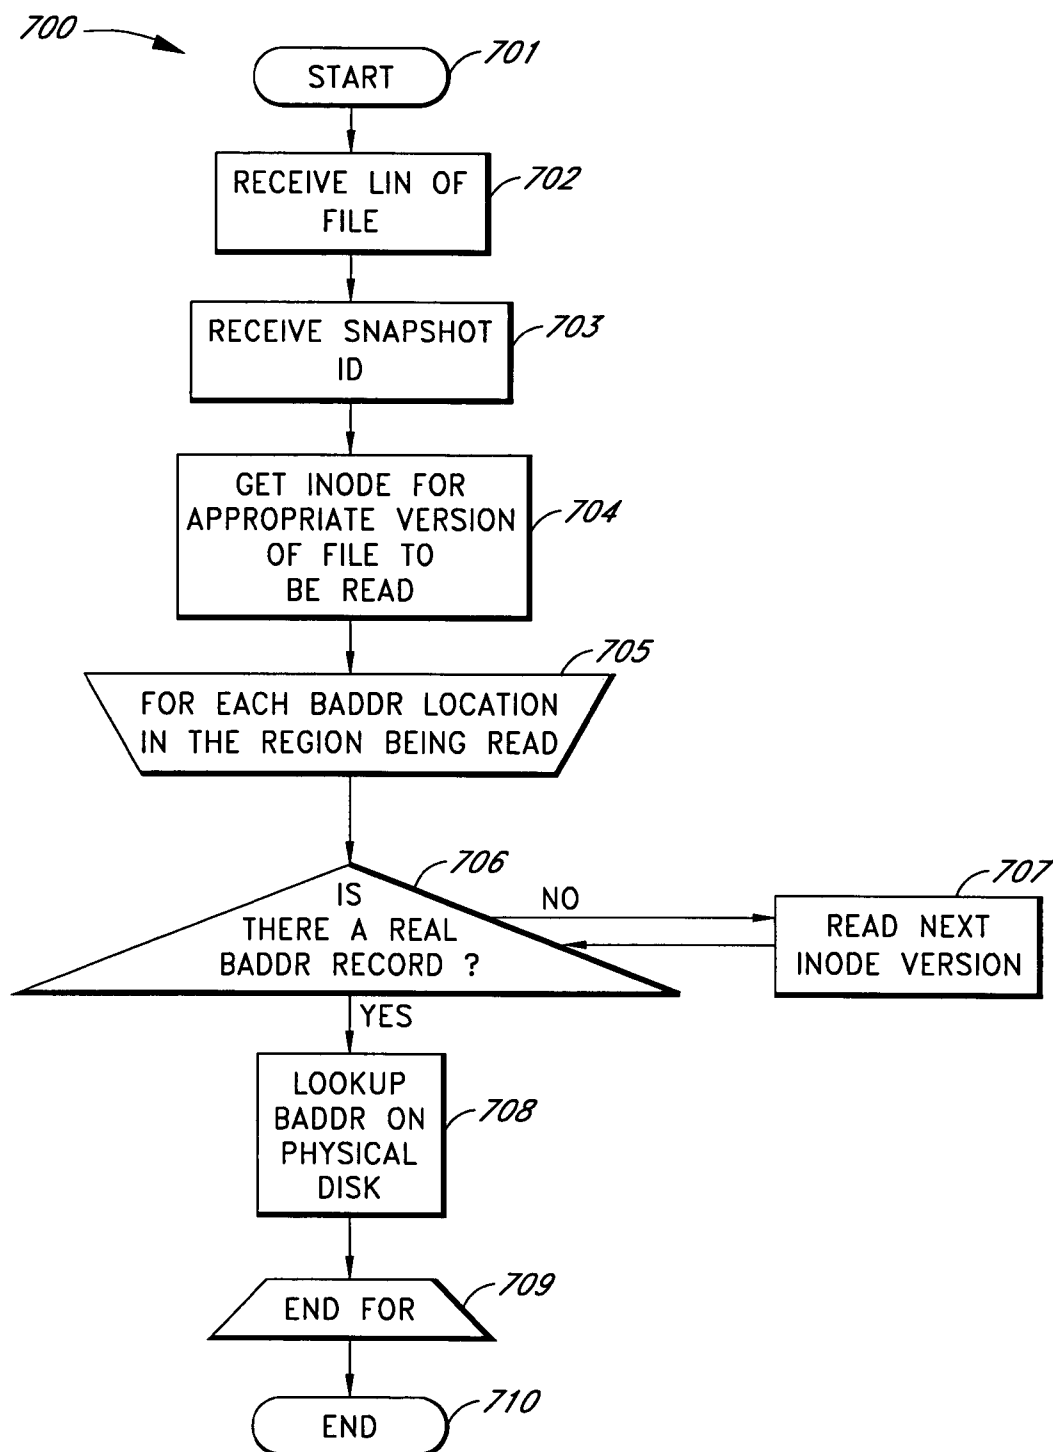 700
START
701
RECEIVE LIN OF
FILE
702
RECEIVE SNAPSHOT
ID
703
GET INODE FOR
APPROPRIATE VERSION
OF FILE TO
BE READ
704
705
FOR EACH BADDR LOCATION
IN THE REGION BEING READ
706
IS
THERE A REAL
BADDR RECORD ?
NO
707
READ NEXT
INODE VERSION
YES
LOOKUP
BADDR ON
PHYSICAL
DISK
708
END FOR
709
END
710